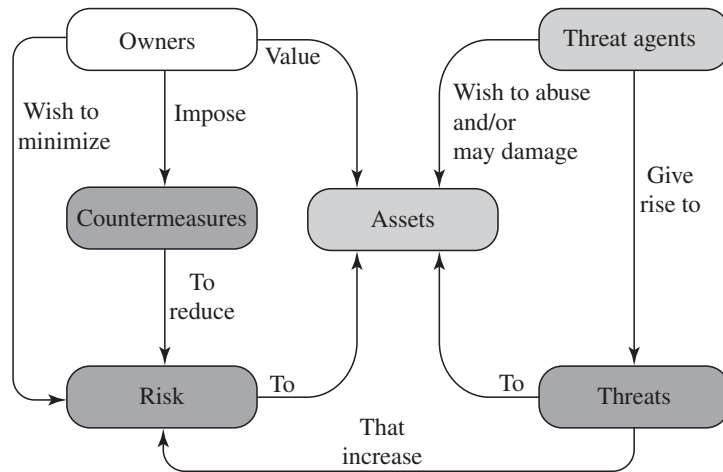 Owners
Threat agents
Value
Wish to
minimize
Impose
Wish to abuse
and/or
may damage
Give
rise to
Countermeasures
Assets
To
reduce
Risk
To
To
Threats
That
increase